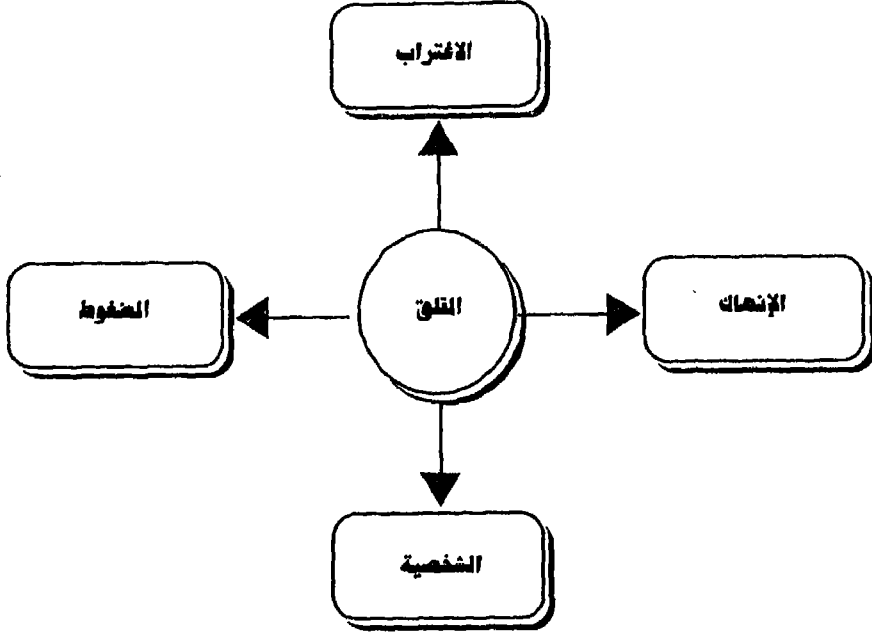 الاغتراب
الإنهاك
القلق
الضغوط
الشخصية